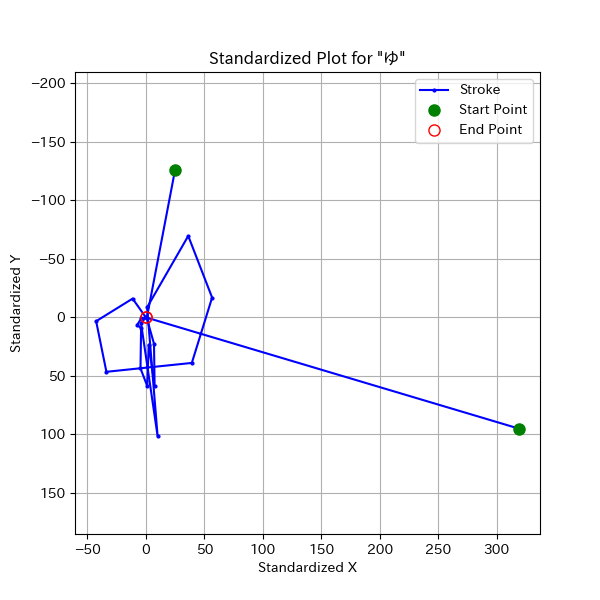 Standardized Plot for "ゆ"
Stroke
Start Point
End Point
Standardized Y
−200
−150
−100
−50
0
50
100
150
−50 0 50 100 150 200 250 300
Standardized X